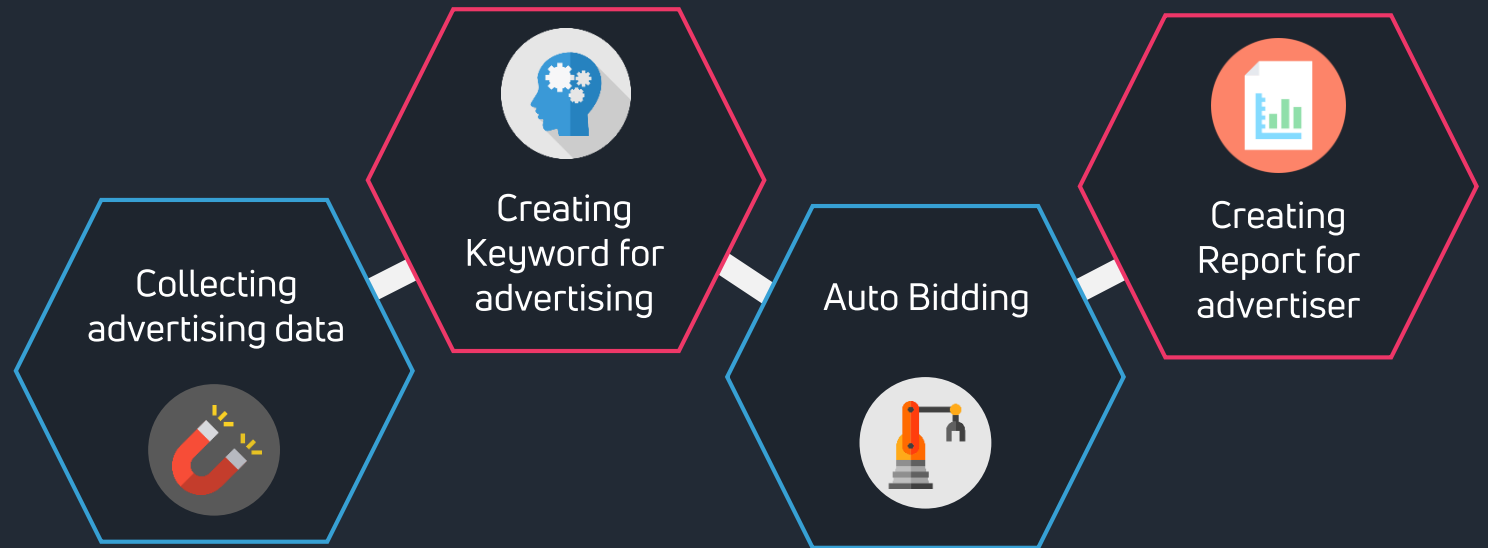 Collecting
advertising data
Creating
Keyword for
advertising
Auto Bidding
Creating
Report for
advertiser